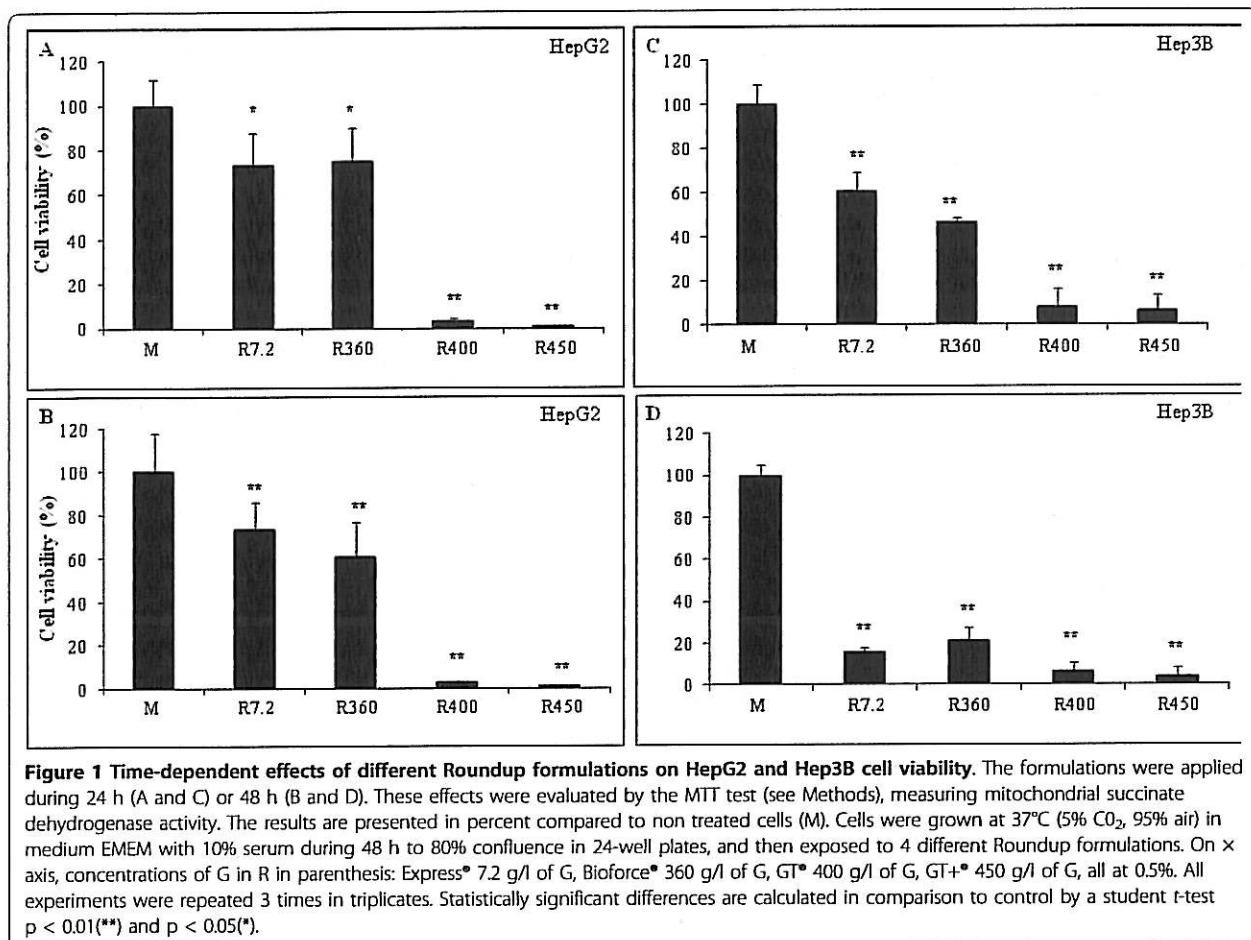 A
HepG2
Cell viability (%)
120
100
80
60
40
20
0
*
*
**
**
M R7.2 R360 R400 R450
C
Hep3B
120
100
80
60
40
20
0
**
**
**
**
M R7.2 R360 R400 R450
B
HepG2
Cell viability (%)
120
100
80
60
40
20
0
**
**
**
**
M R7.2 R360 R400 R450
D
Hep3B
120
100
80
60
40
20
0
**
**
**
**
M R7.2 R360 R400 R450
Figure 1 Time-dependent effects of different Roundup formulations on HepG2 and Hep3B cell viability. The formulations were applied
during 24 h (A and C) or 48 h (B and D). These effects were evaluated by the MTT test (see Methods), measuring mitochondrial succinate
dehydrogenase activity. The results are presented in percent compared to non treated cells (M). Cells were grown at 37°C (5% CO₂, 95% air) in
medium EMEM with 10% serum during 48 h to 80% confluence in 24-well plates, and then exposed to 4 different Roundup formulations. On ×
axis, concentrations of G in R in parenthesis: Express® 7.2 g/l of G, Bioforce® 360 g/l of G, GT® 400 g/l of G, GT+® 450 g/l of G, all at 0.5%. All
experiments were repeated 3 times in triplicates. Statistically significant differences are calculated in comparison to control by a student t-test
p < 0.01(**) and p < 0.05(*).